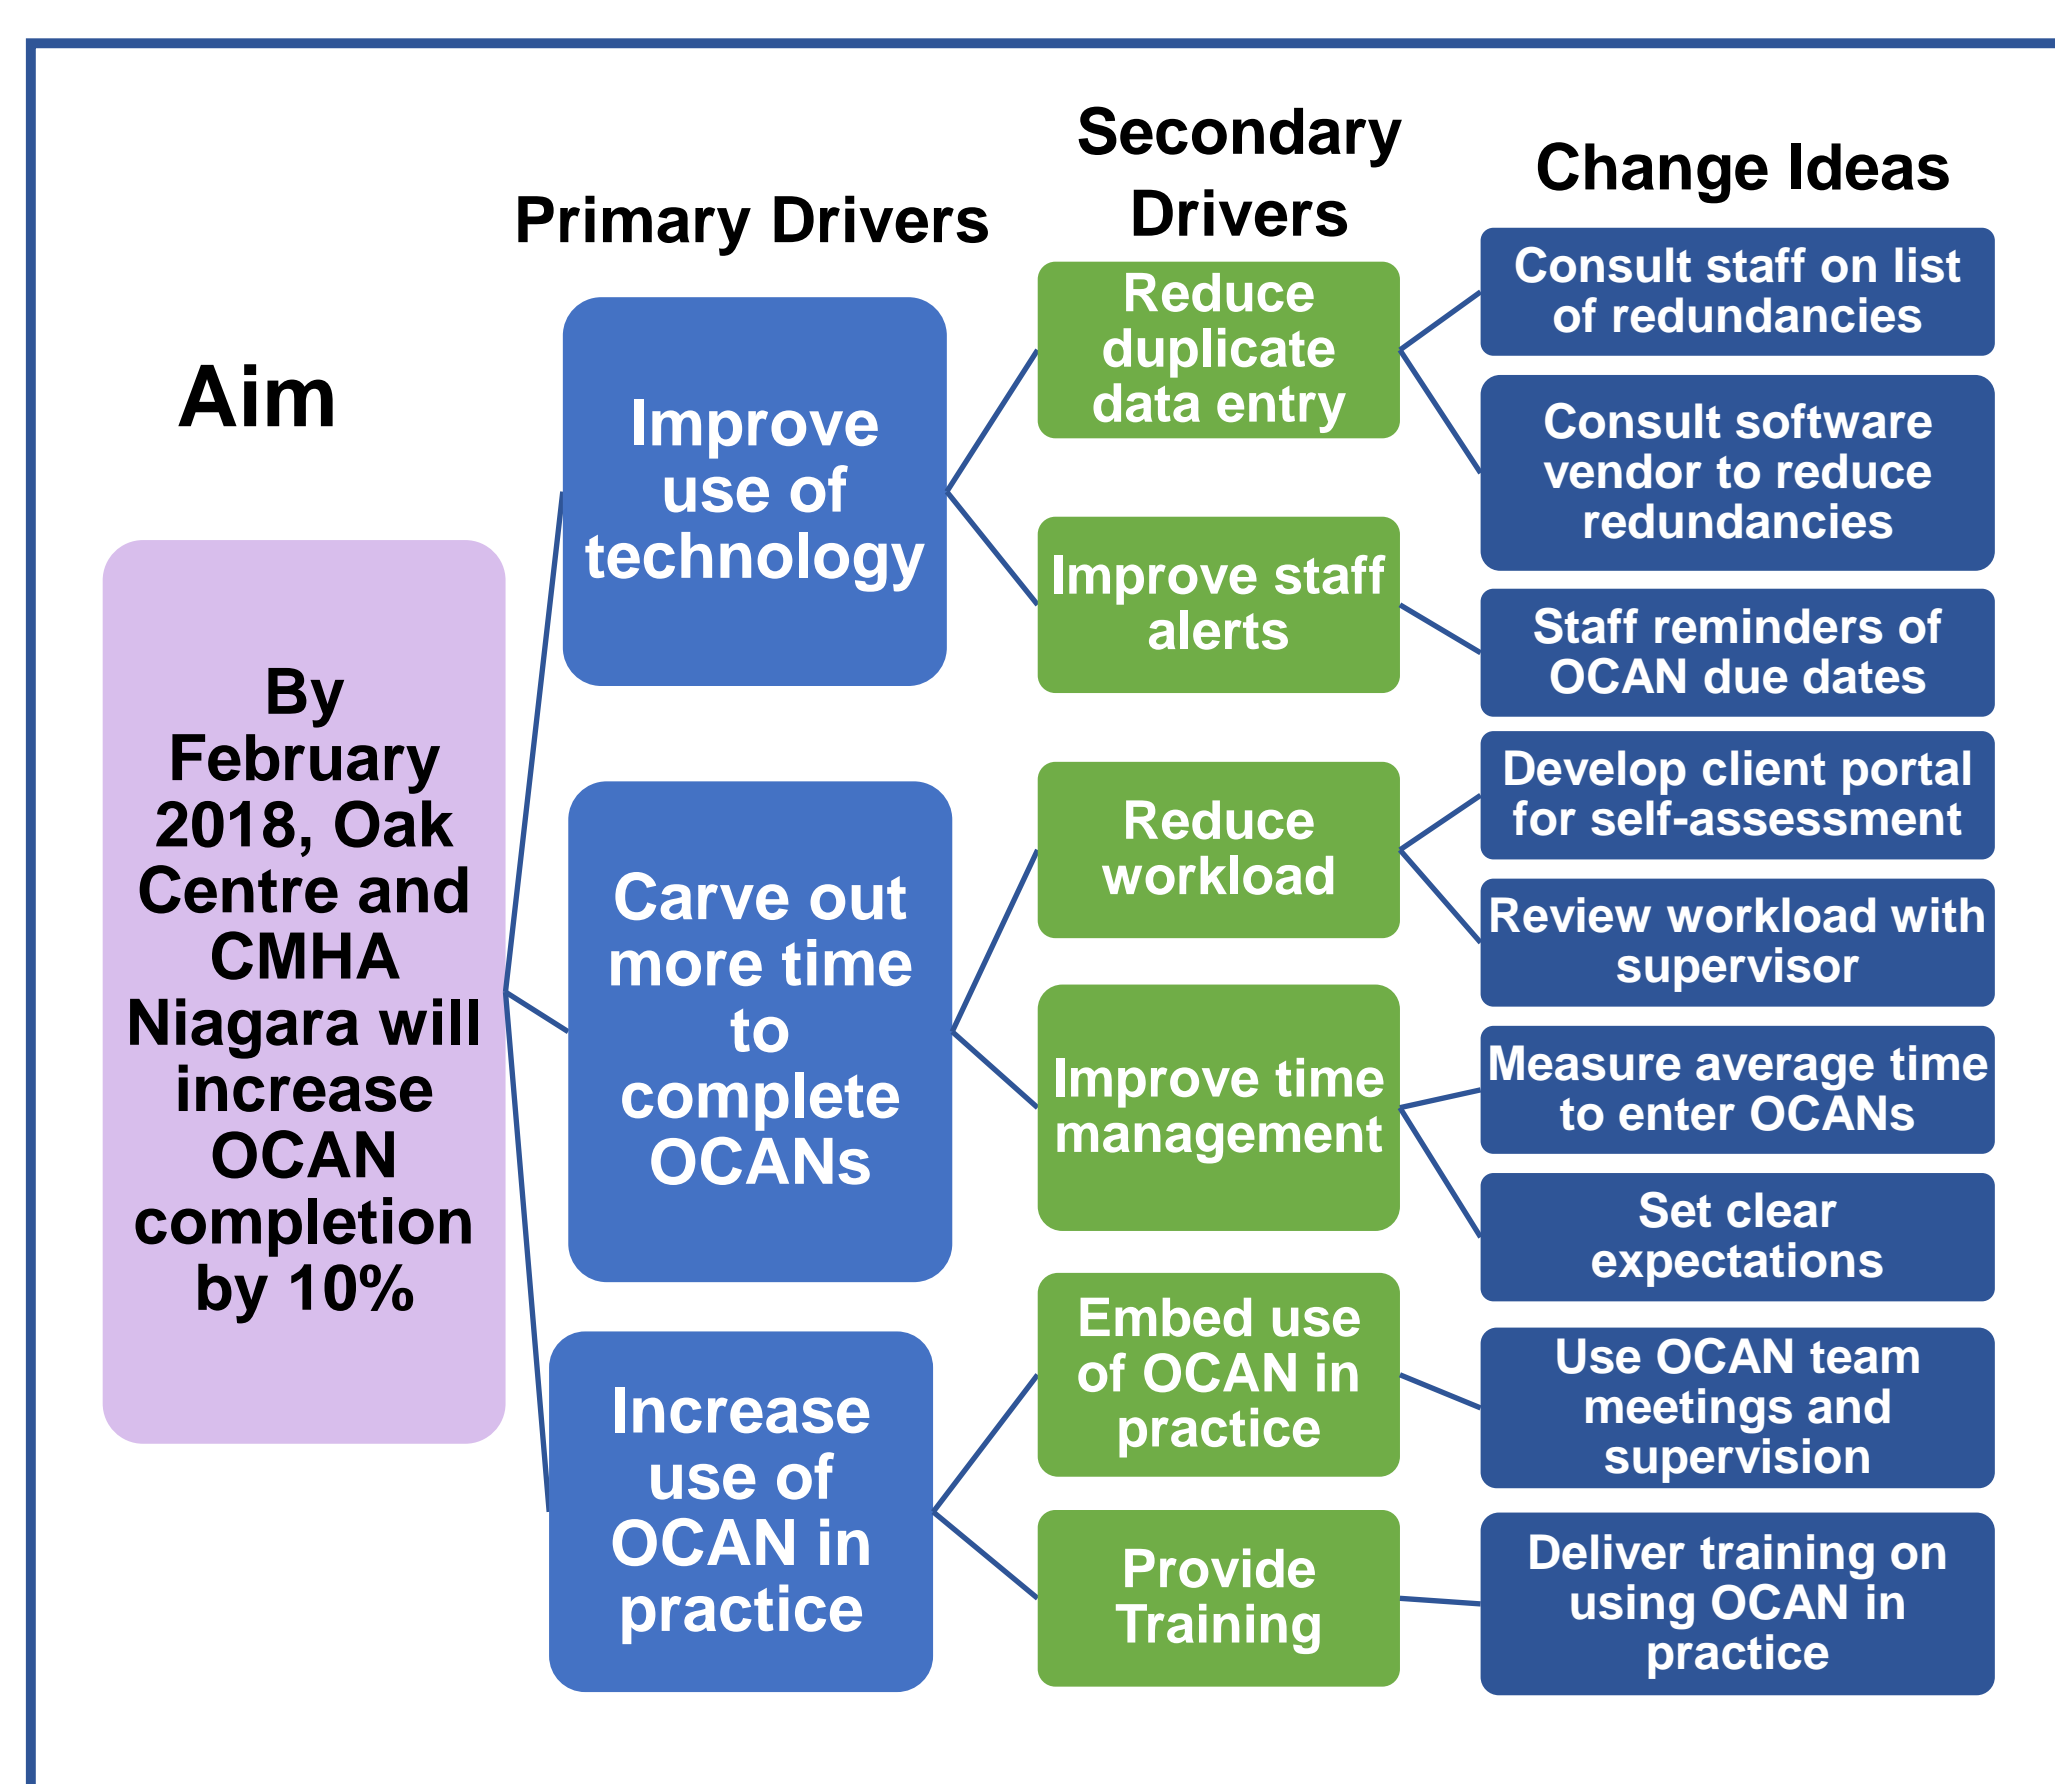 Aim
By
February
2018, Oak
Centre and
CMHA
Niagara will
increase
OCAN
completion
by 10%
Primary Drivers
Improve
use of
technology
Carve out
more time
to
complete
OCANs
Increase
use of
OCAN in
practice
Secondary
Drivers
Reduce
duplicate
data entry
Improve staff
alerts
Reduce
workload
Improve time
management
Embed use
of OCAN in
practice
Provide
Training
Change Ideas
Consult staff on list
of redundancies
Consult software
vendor to reduce
redundancies
Staff reminders of
OCAN due dates
Develop client portal
for self-assessment
Review workload with
supervisor
Measure average time
to enter OCANs
Set clear
expectations
Use OCAN team
meetings and
supervision
Deliver training on
using OCAN in
practice